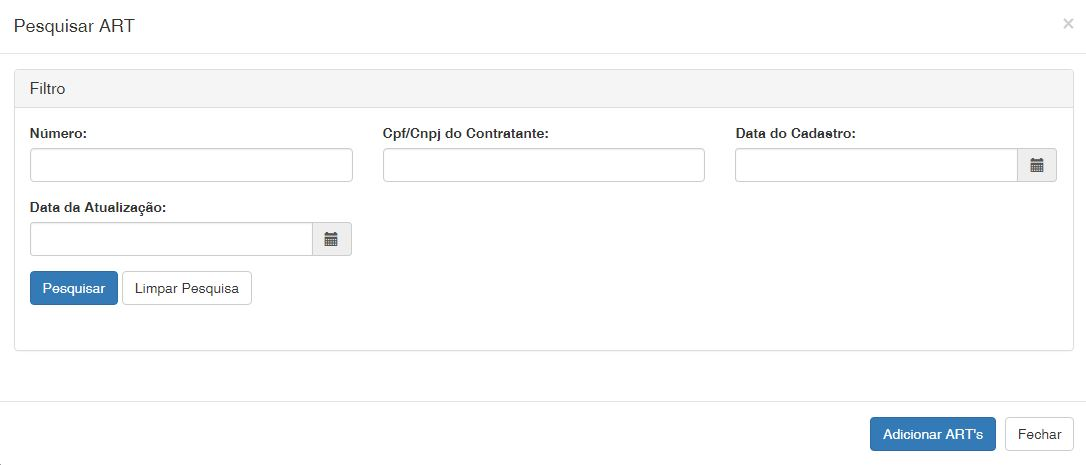 Pesquisar ART
×
Filtro
Número:
Cpf/Cnpj do Contratante:
Data do Cadastro:
Data da Atualização:
Pesquisar
Limpar Pesquisa
Adicionar ART's
Fechar